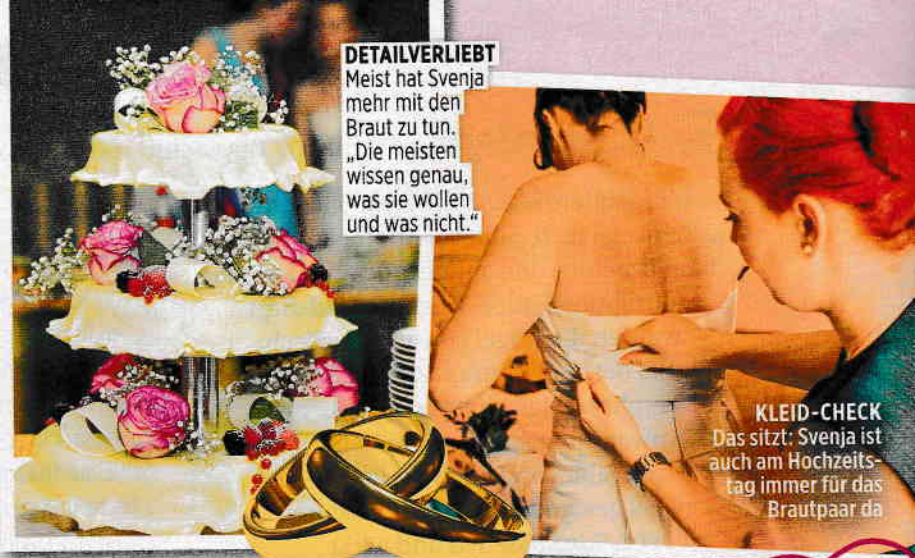 DETAILVERLIEBT
Meist hat Svenja
mehr mit den
Braut zu tun.
„Die meisten
wissen genau,
was sie wollen
und was nicht.“
KLEID-CHECK
Das sitzt: Svenja ist
auch am Hochzeits-
tag immer für das
Brautpaar da